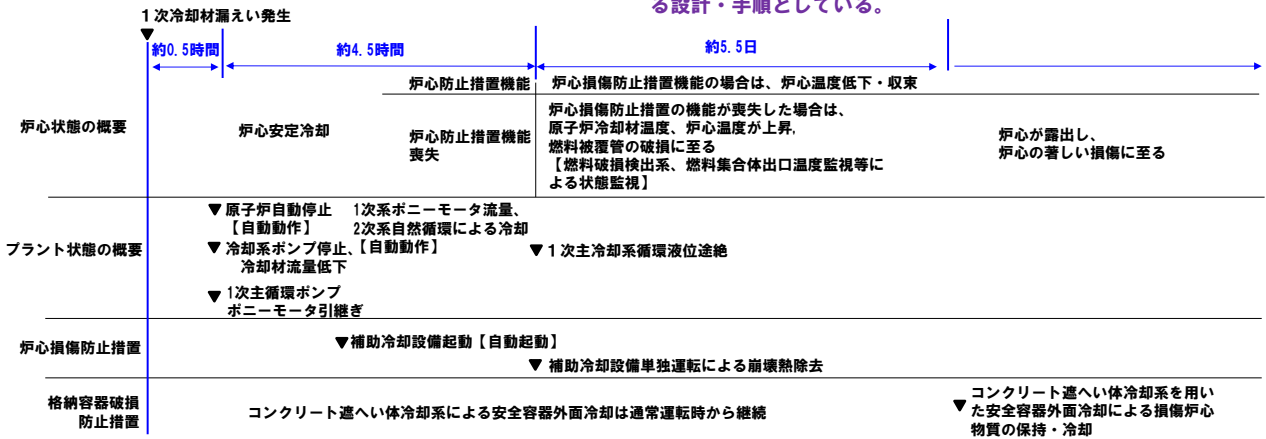 る設計・手順としている。
1次冷却材漏えい発生
▼
約0.5時間
約4.5時間
約5.5日
炉心状態の概要
炉心安定冷却
炉心防止措置機能
炉心損傷防止措置機能の場合は、炉心温度低下・収束
炉心防止措置機能
喪失
炉心損傷防止措置の機能が喪失した場合は、
原子炉冷却材温度、炉心温度が上昇,
燃料被覆管の破損に至る
【燃料破損検出系、燃料集合体出口温度監視等に
よる状態監視】
炉心が露出し、
炉心の著しい損傷に至る
プラント状態の概要
▼原子炉自動停止
【自動動作】
1次系ポニーモータ流量、
2次系自然循環による冷却
【自動動作】
▼冷却系ポンプ停止、
冷却材流量低下
▼1次主冷却系循環液位途絶
▼1次主循環ポンプ
ポニーモータ引継ぎ
炉心損傷防止措置
▼補助冷却設備起動【自動起動】
▼補助冷却設備単独運転による崩壊熱除去
格納容器破損
防止措置
コンクリート遮へい体冷却系による安全容器外面冷却は通常運転時から継続
▼コンクリート遮へい体冷却系を用い
た安全容器外面冷却による損傷炉心
物質の保持・冷却